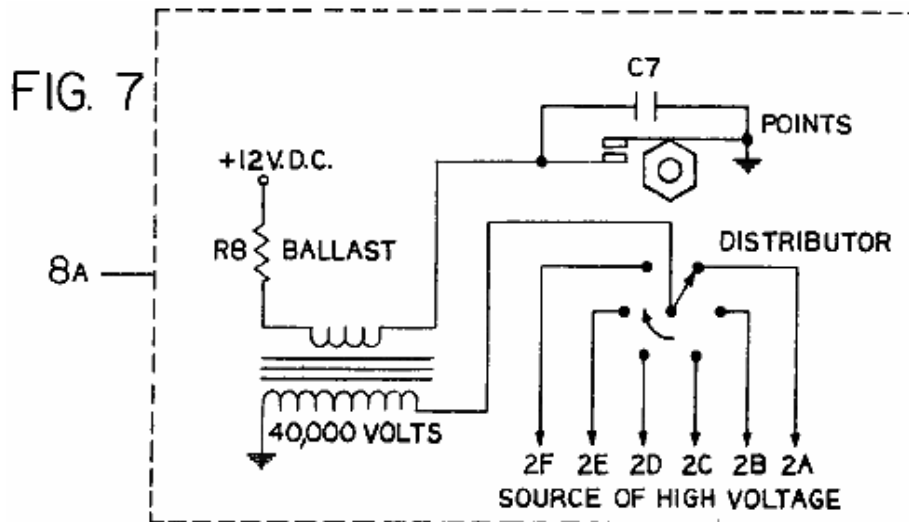 FIG. 7
C7
POINTS
+12V.D.C.
R8 BALLAST
DISTRIBUTOR
8A
40,000 VOLTS
2F 2E 2D 2C 2B 2A
SOURCE OF HIGH VOLTAGE